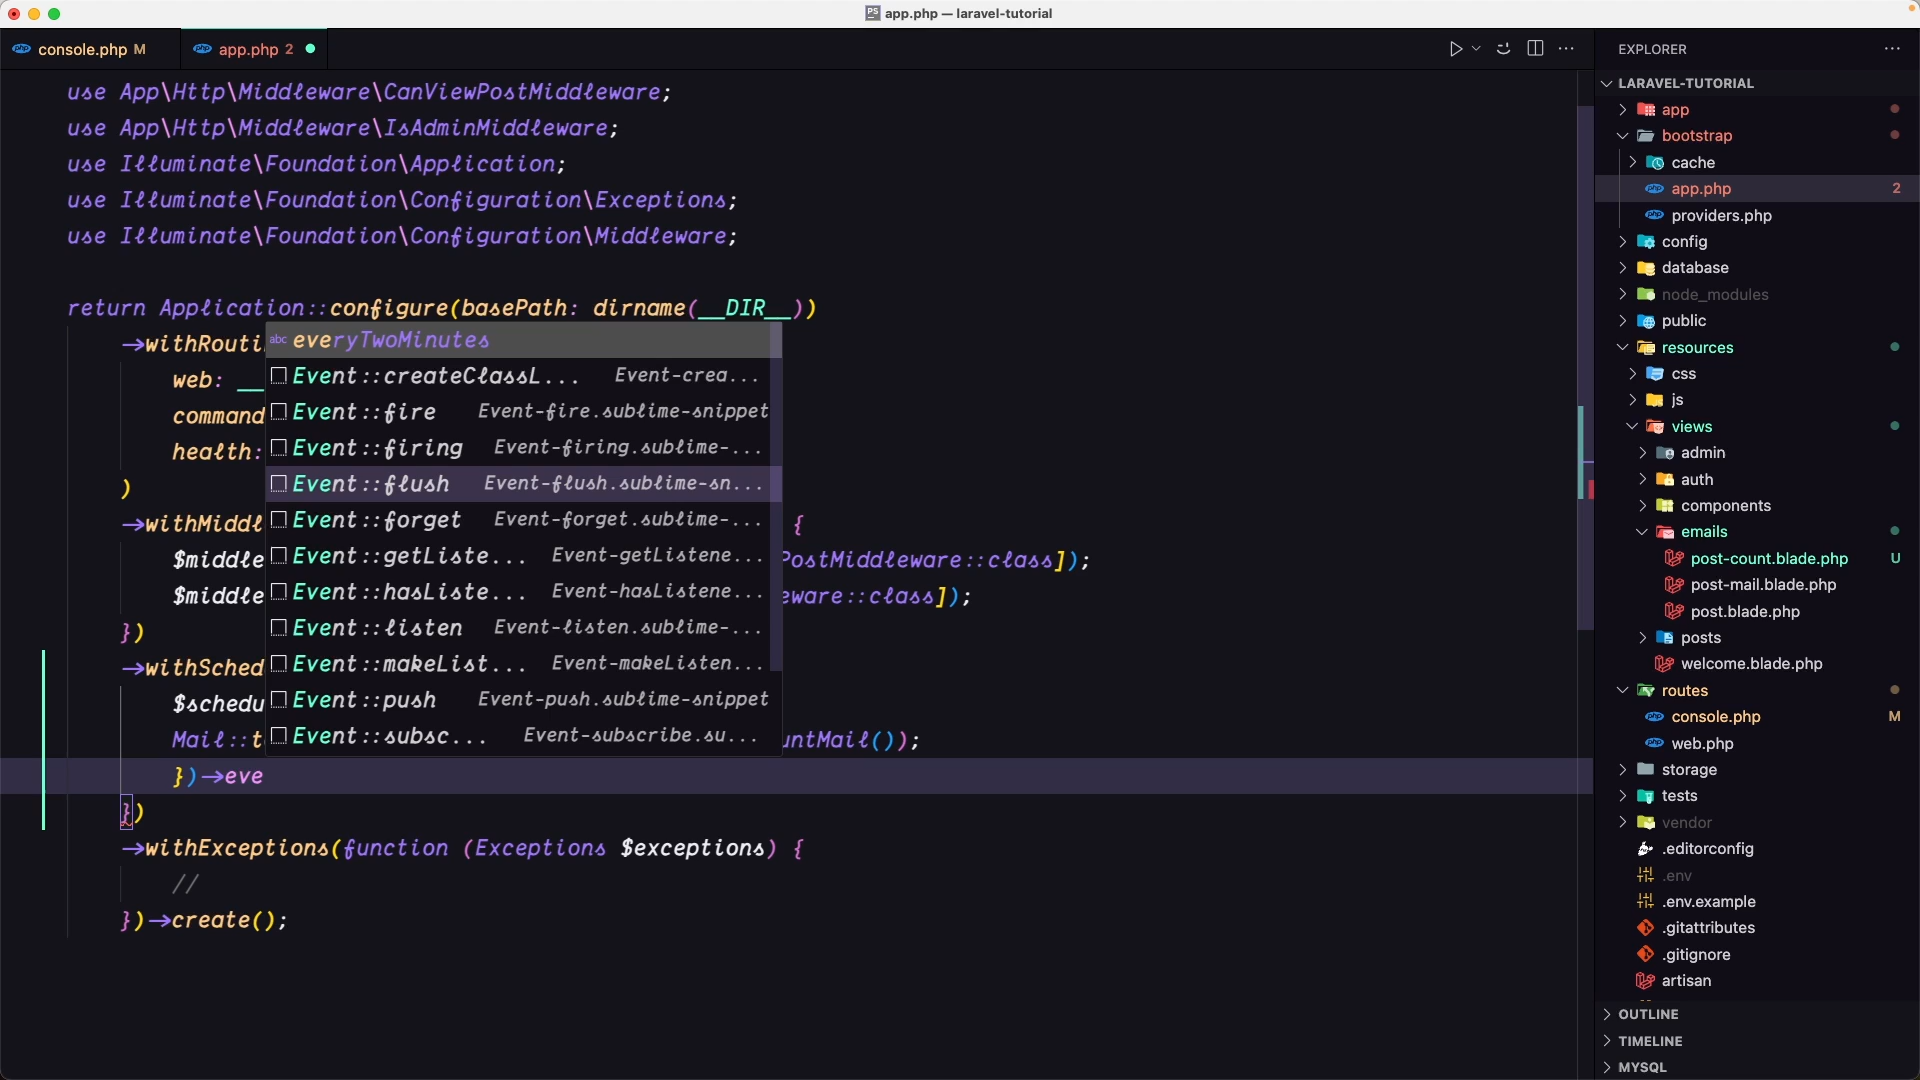 app.php — laravel-tutorial
console.php M
app.php 2
EXPLORER
use App\Http\Middleware\CanViewPostMiddleware;
use App\Http\Middleware\IsAdminMiddleware;
use Illuminate\Foundation\Application;
use Illuminate\Foundation\Configuration\Exceptions;
use Illuminate\Foundation\Configuration\Middleware;
return Application::configure(basePath: dirname(__DIR__))
->withRouti
web: __
command
health:
)
->withMiddl {
$middle PostMiddleware::class]);
$middle eware::class]);
})
->withSched
$schedu
Mail::t untMail());
})->eve
})
->withExceptions(function (Exceptions $exceptions) {
//
})->create();
abc everyTwoMinutes
Event::createClassL... Event-crea...
Event::fire Event-fire.sublime-snippet
Event::firing Event-firing.sublime-...
Event::flush Event-flush.sublime-sn...
Event::forget Event-forget.sublime-...
Event::getListe... Event-getListene...
Event::hasListe... Event-hasListene...
Event::listen Event-listen.sublime-...
Event::makeList... Event-makeListen...
Event::push Event-push.sublime-snippet
Event::subsc... Event-subscribe.su...
LARAVEL-TUTORIAL
app
bootstrap
cache
app.php 2
providers.php
config
database
node_modules
public
resources
css
js
views
admin
auth
components
emails
post-count.blade.php U
post-mail.blade.php
post.blade.php
posts
welcome.blade.php
routes
console.php M
web.php
storage
tests
vendor
.editorconfig
.env
.env.example
.gitattributes
.gitignore
artisan
OUTLINE
TIMELINE
MYSQL